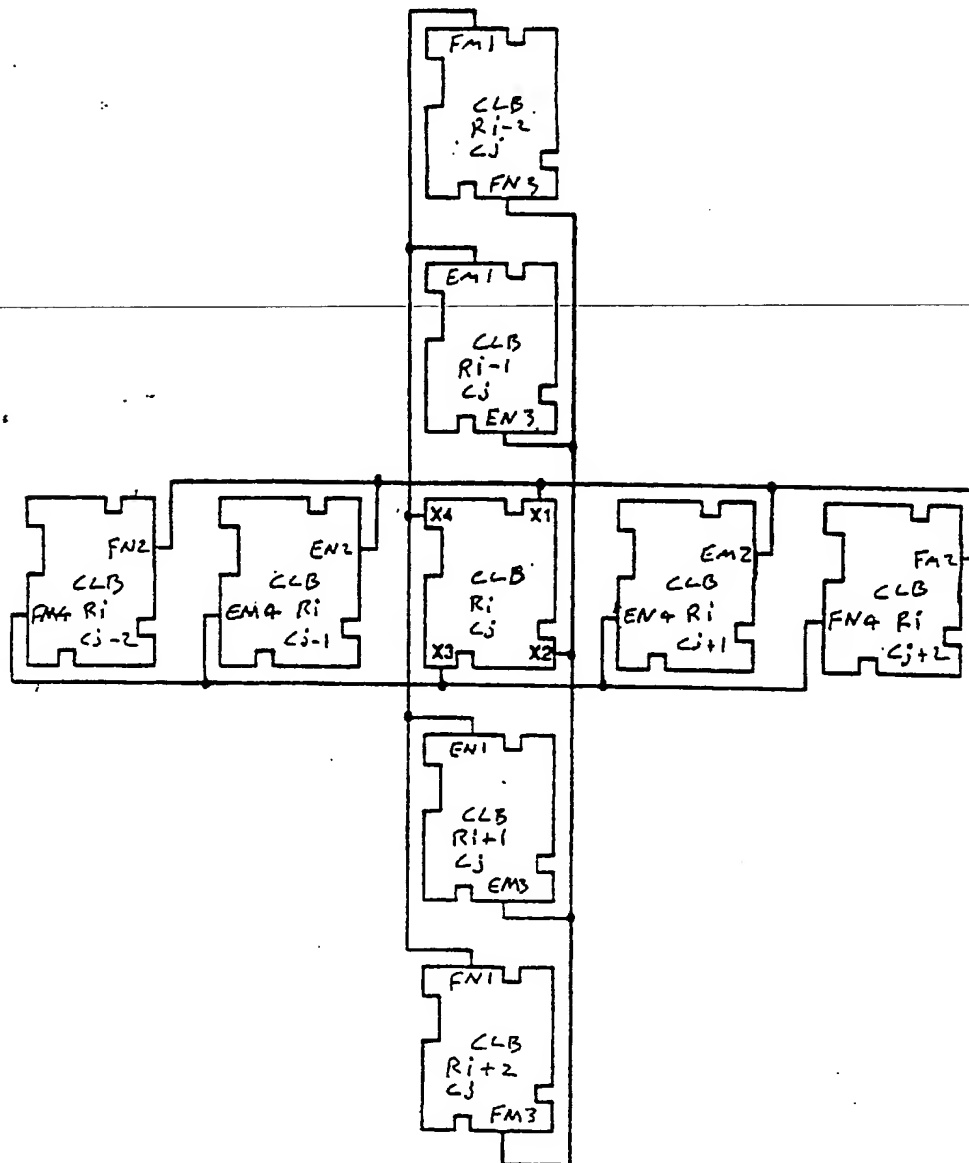 FM1
CLB
Ri-2
Cj
FN3
EM1
CLB
Ri-1
Cj
EN3
FN2
CLB
FM4 Ri
Cj-2
EN2
CLB
EM4 Ri
Cj-1
X4 X1
CLB
Ri
Cj
X3 X2
EM2
CLB
EN4 Ri
Cj+1
FM2
CLB
FN4 Ri
Cj+2
EN1
CLB
Ri+1
Cj
EM3
FN1
CLB
Ri+2
Cj
FM3